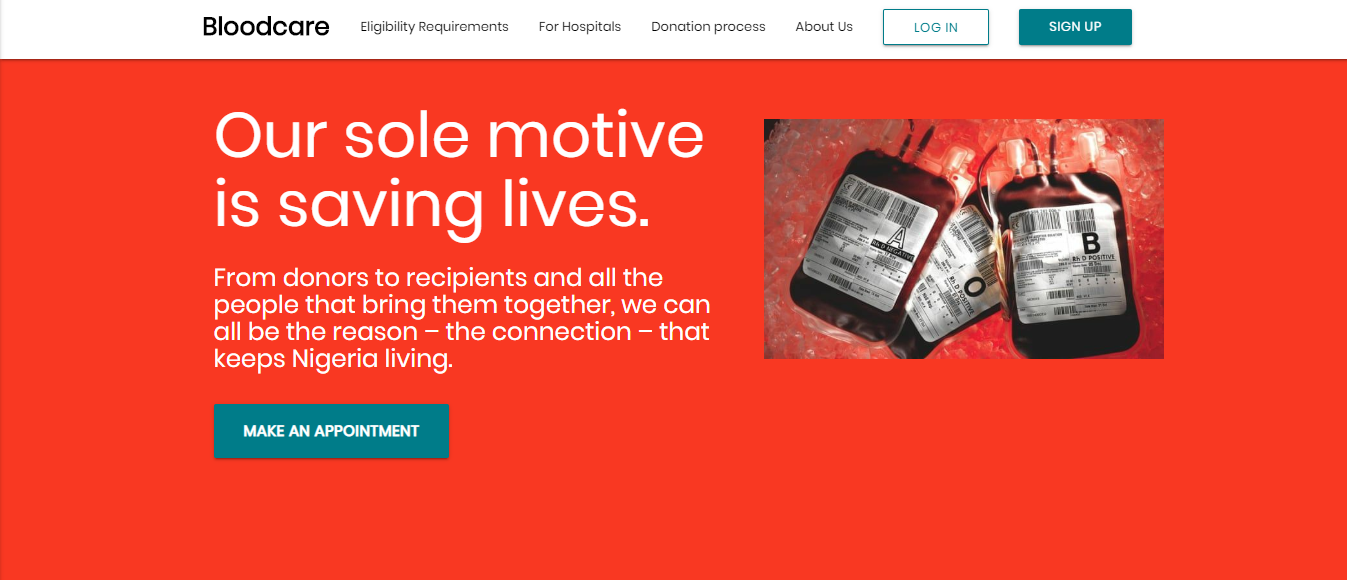 Bloodcare
Eligibility Requirements
For Hospitals
Donation process
About Us
LOG IN
SIGN UP
Our sole motive
is saving lives.
From donors to recipients and all the
people that bring them together, we can
all be the reason – the connection – that
keeps Nigeria living.
MAKE AN APPOINTMENT
A
Rh D NEGATIVE
O
Rh D POSITIVE
B
Rh D POSITIVE